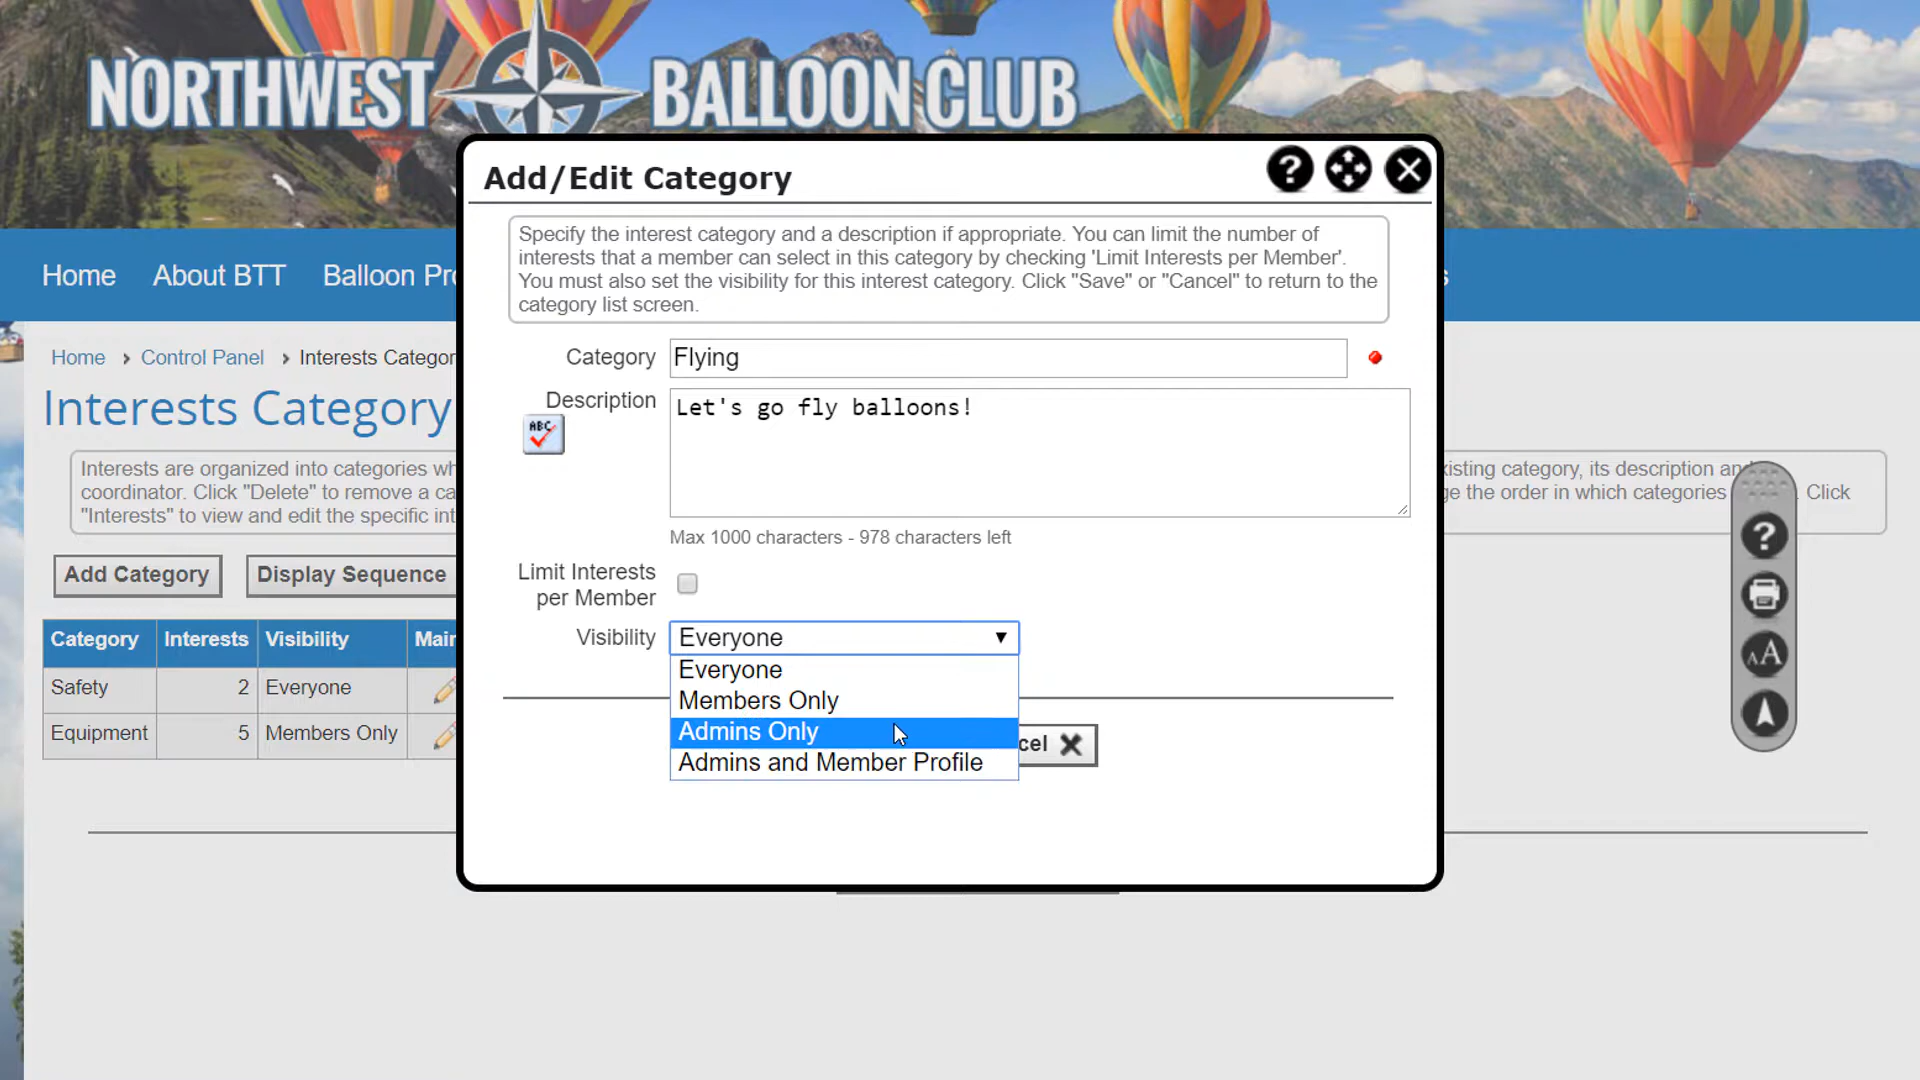 NORTHWEST BALLOON CLUB
Add/Edit Category
?
Specify the interest category and a description if appropriate. You can limit the number of
interests that a member can select in this category by checking 'Limit Interests per Member'.
You must also set the visibility for this interest category. Click "Save" or "Cancel" to return to the
category list screen.
Home
About BTT
Balloon Pro
s
Home
Control Panel
Interests Categor
Category
Flying
Interests Category
Description
Let's go fly balloons!
ABC
Interests are organized into categories wh
coordinator. Click "Delete" to remove a ca
"Interests" to view and edit the specific int
xisting category, its description and
ge the order in which categories
Click
Max 1000 characters - 978 characters left
?
Add Category
Display Sequence
Limit Interests
per Member
Visibility
Everyone
Everyone
Members Only
Admins Only
Admins and Member Profile
cel
AA
Category
Interests
Visibility
Main
Safety
2
Everyone
Equipment
5
Members Only